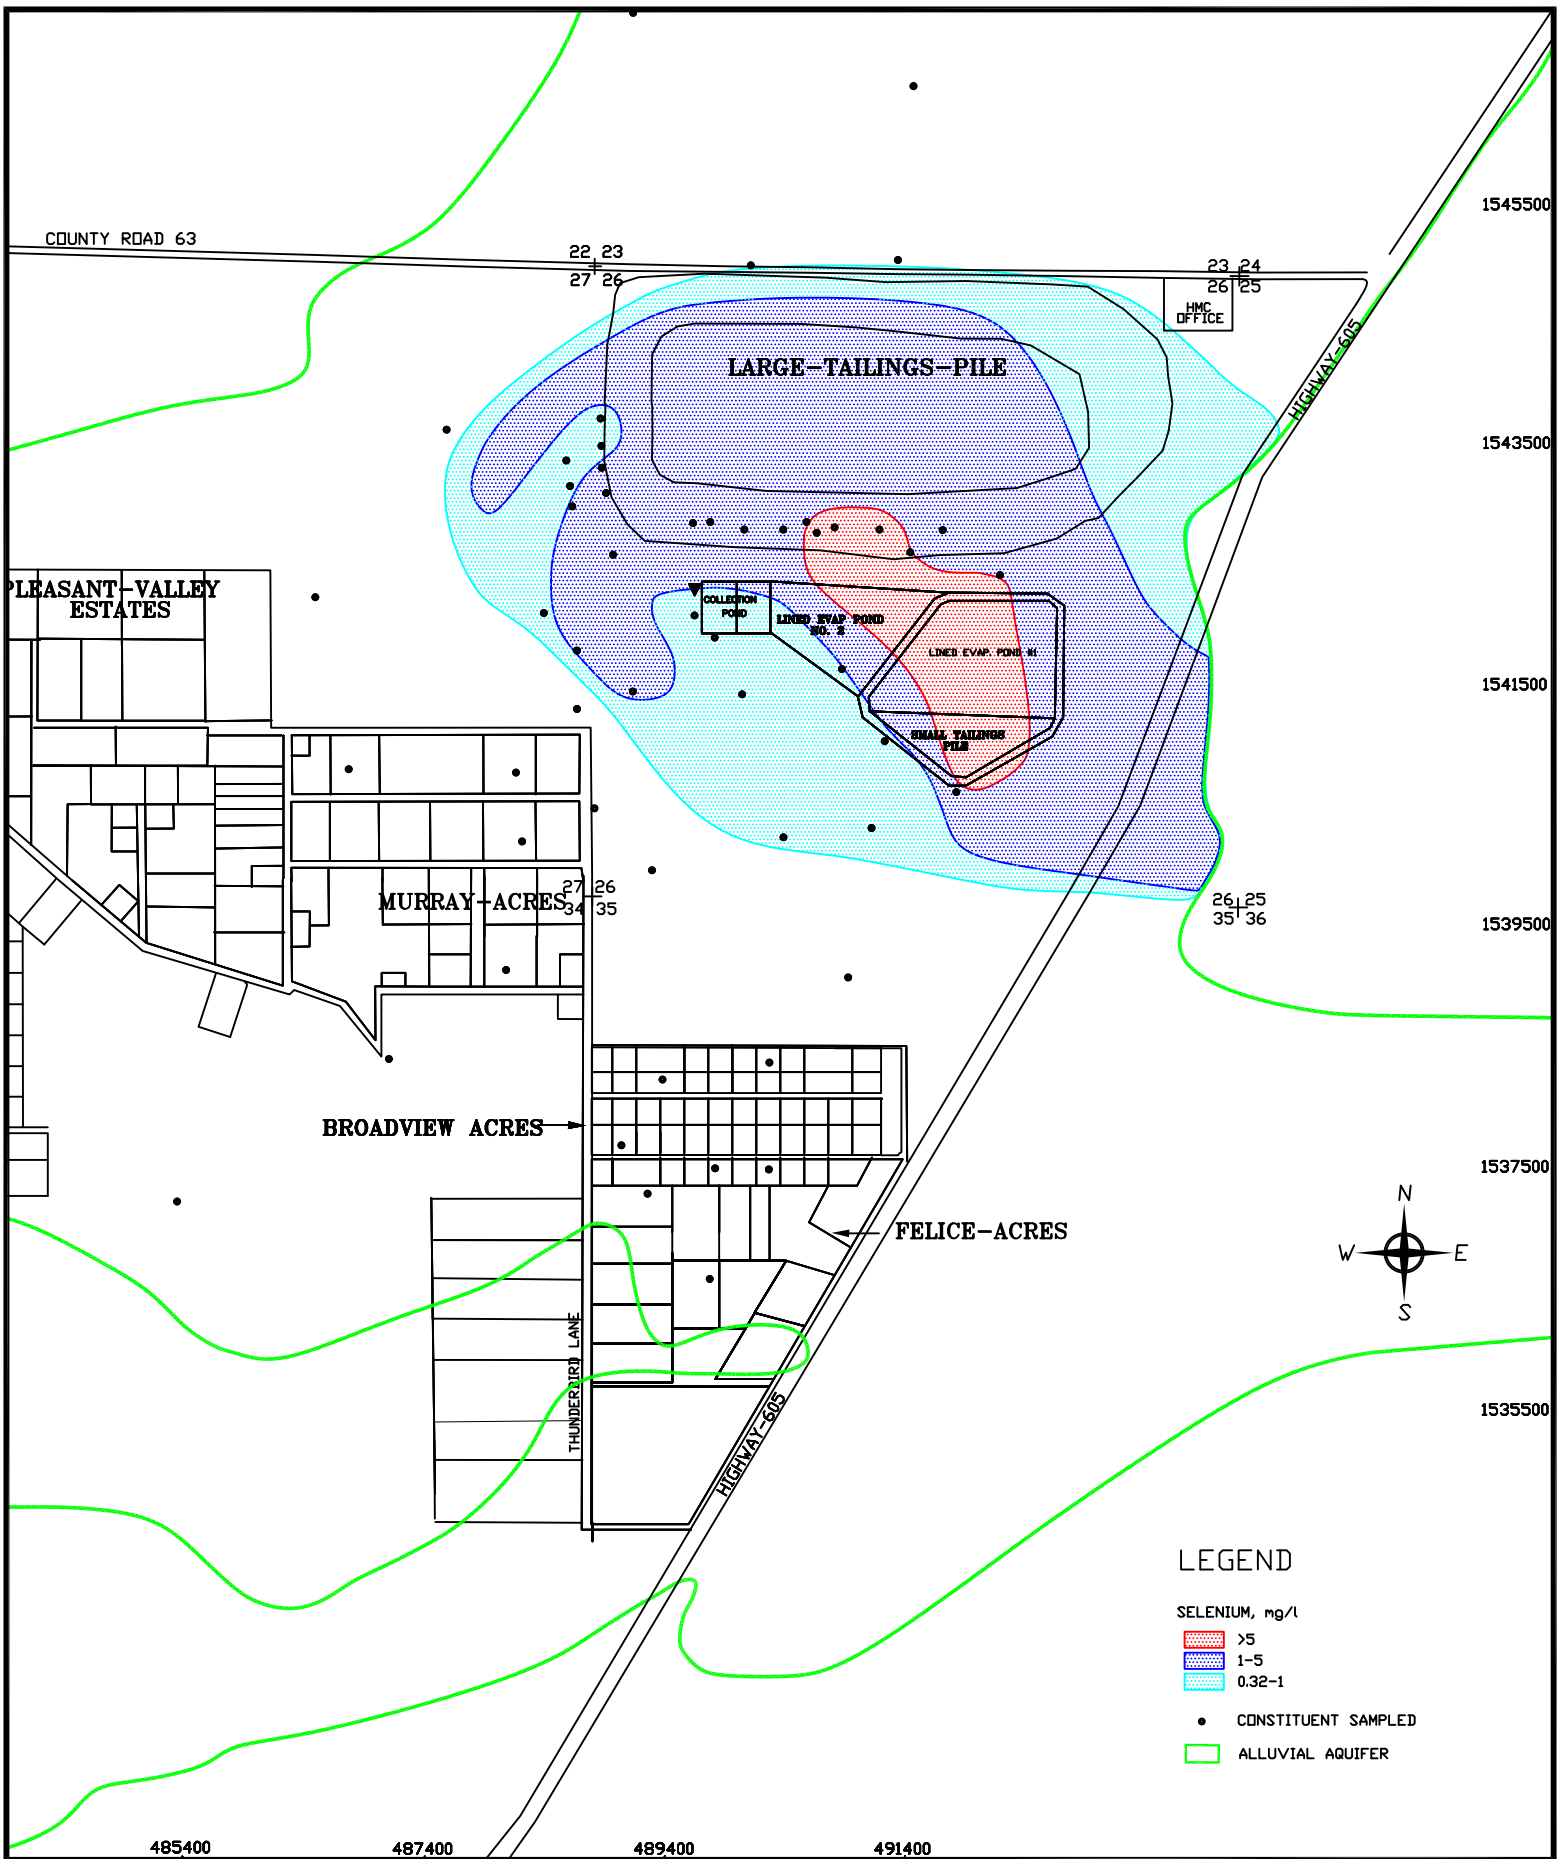 1545500
COUNTY ROAD 63
22 23
27 26
23 24
26 25
HMC
OFFICE
HIGHWAY-605
LARGE-TAILINGS-PILE
1543500
PLEASANT-VALLEY
ESTATES
COLLECTION
POND
LINED EVAP POND
NO. 2
LINED EVAP. POND #1
1541500
SMALL TAILINGS
PILE
MURRAY-ACRES
27 26
34 35
26 25
35 36
1539500
BROADVIEW ACRES
1537500
FELICE-ACRES
N
W E
S
THUNDERBIRD LANE
HIGHWAY-605
1535500
LEGEND
SELENIUM, mg/l
>5
1-5
0.32-1
CONSTITUENT SAMPLED
ALLUVIAL AQUIFER
485400
487400
489400
491400